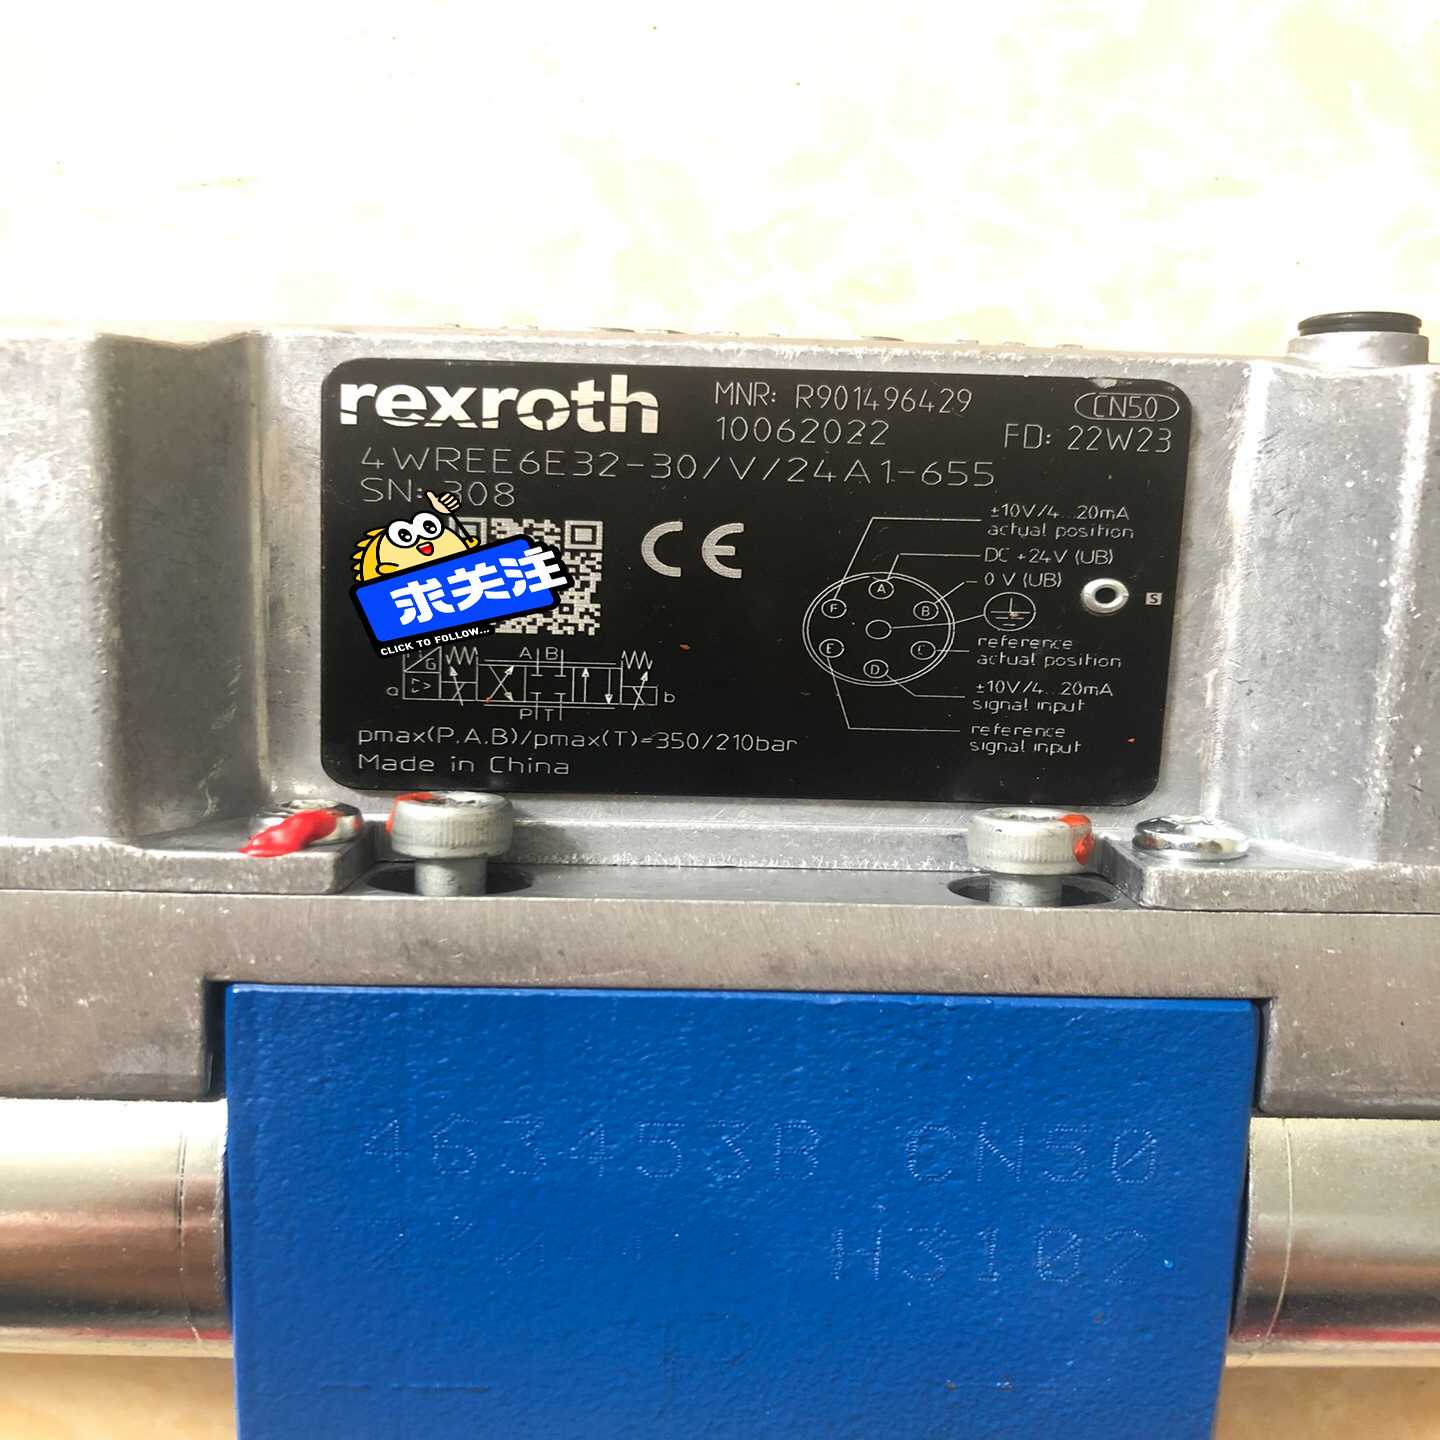 rexroth
MNR: R901496429
CN50
10062022
FD: 22W23
4WREE6E32-30/V/24A1-655
SN: 308
求关注
CLICK TO FOLLOW...
CE
±10V/4...20mA
actual position
DC +24V (UB)
0 V (UB)
A
B
C
D
E
F
S
reference
actual position
±10V/4...20mA
signal input
reference
signal input
A B
G
a
b
P T
pmax(P.A.B)/pmax(T)=350/210bar
Made in China
463453B CN50
H3102